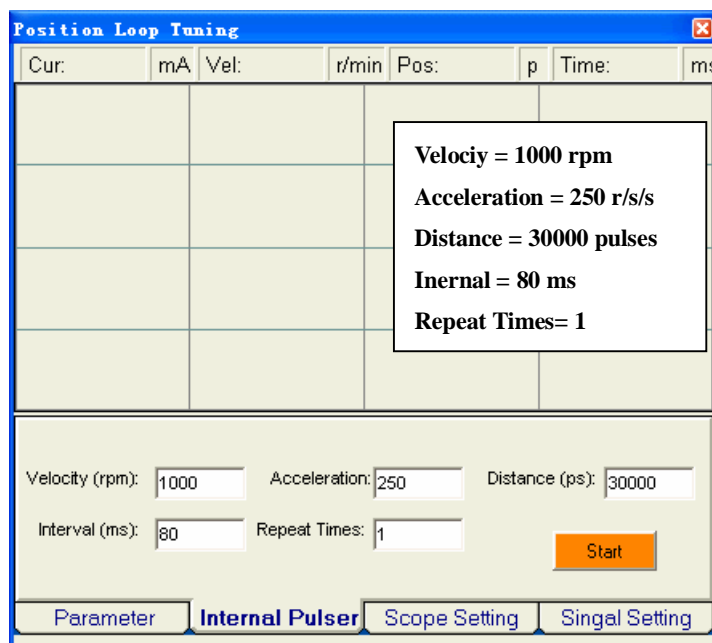 Position Loop Tuning
Cur: mA Vel: r/min Pos: p Time: ms
Velociy = 1000 rpm
Acceleration = 250 r/s/s
Distance = 30000 pulses
Inernal = 80 ms
Repeat Times= 1
Velocity (rpm): 1000 Acceleration: 250 Distance (ps): 30000
Interval (ms): 80 Repeat Times: 1
Start
Parameter Internal Pulser Scope Setting Singal Setting